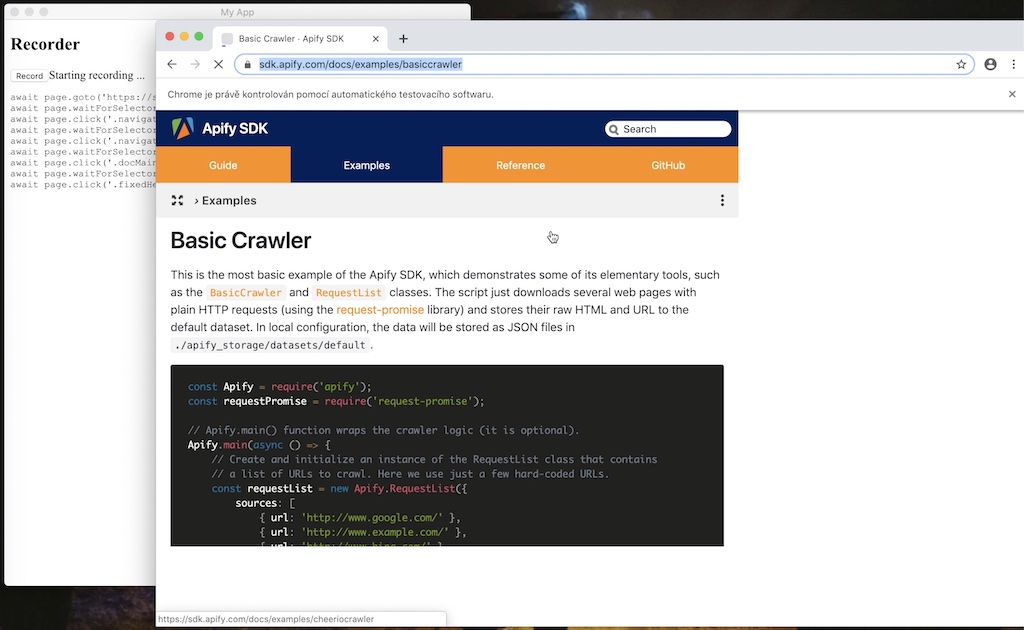 My App
Recorder
Record Starting recording ...
await page.goto('https://s
await page.waitForSelector
await page.click('.navigat
await page.waitForSelector
await page.click('.navigat
await page.waitForSelector
await page.click('.docMain
await page.waitForSelector
await page.click('.fixedHe
Basic Crawler · Apify SDK
sdk.apify.com/docs/examples/basiccrawler
Chrome je právě kontrolován pomocí automatického testovacího softwaru.
Apify SDK
Search
Guide Examples Reference GitHub
› Examples
Basic Crawler
This is the most basic example of the Apify SDK, which demonstrates some of its elementary tools, such
as the BasicCrawler and RequestList classes. The script just downloads several web pages with
plain HTTP requests (using the request-promise library) and stores their raw HTML and URL to the
default dataset. In local configuration, the data will be stored as JSON files in
./apify_storage/datasets/default.
const Apify = require('apify');
const requestPromise = require('request-promise');
// Apify.main() function wraps the crawler logic (it is optional).
Apify.main(async () => {
// Create and initialize an instance of the RequestList class that contains
// a list of URLs to crawl. Here we use just a few hard-coded URLs.
const requestList = new Apify.RequestList({
sources: [
{ url: 'http://www.google.com/' },
{ url: 'http://www.example.com/' },
{ url: 'http://www.bing.com/' },
https://sdk.apify.com/docs/examples/cheeriocrawler